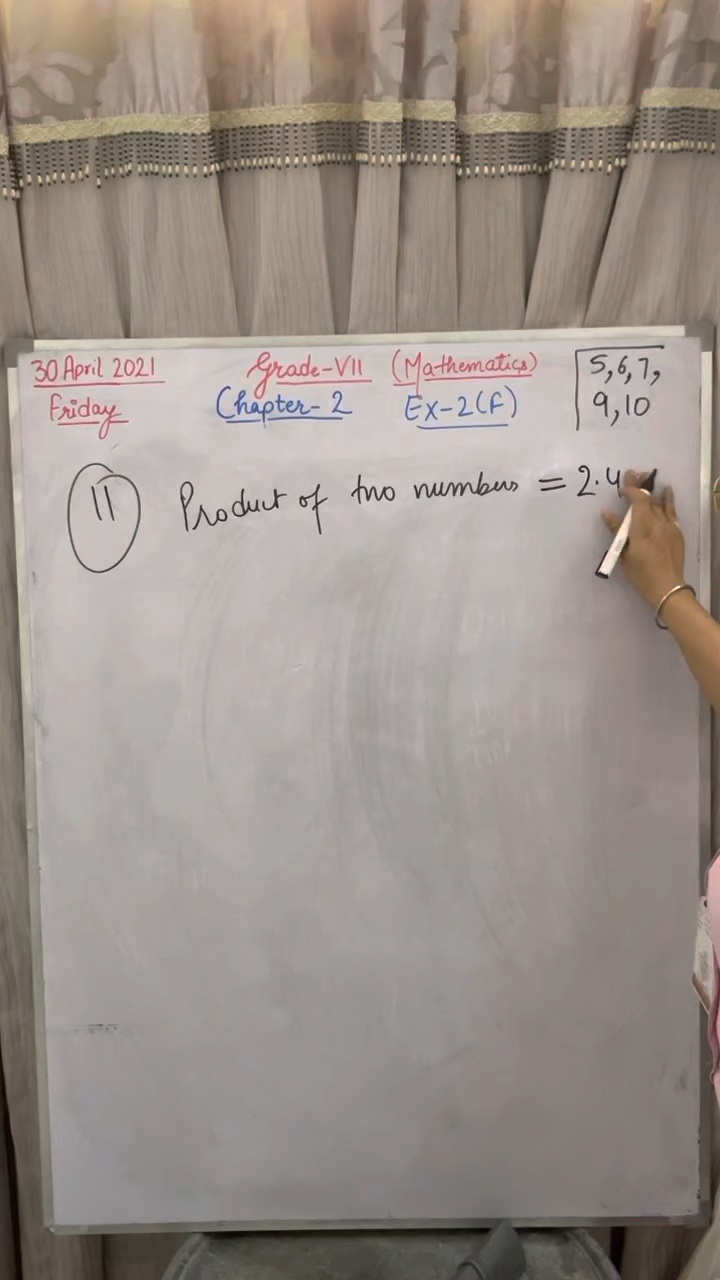 30 April 2021 Grade-VII (Mathematics) 5,6,7,
Friday Chapter-2 Ex-2(F) 9,10
11 Product of two numbers = 2.4